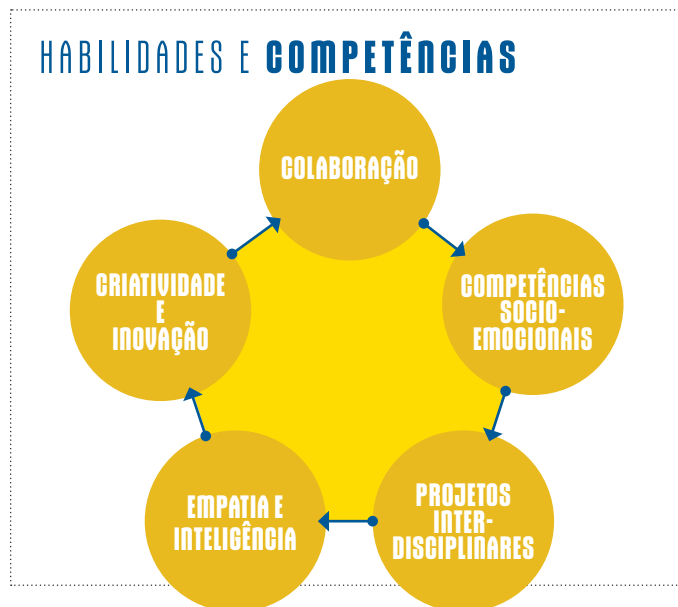 HABILIDADES E COMPETÊNCIAS
COLABORAÇÃO
COMPETÊNCIAS
SOCIO-
EMOCIONAIS
PROJETOS
INTER-
DISCIPLINARES
EMPATIA E
INTELIGÊNCIA
CRIATIVIDADE
E
INOVAÇÃO